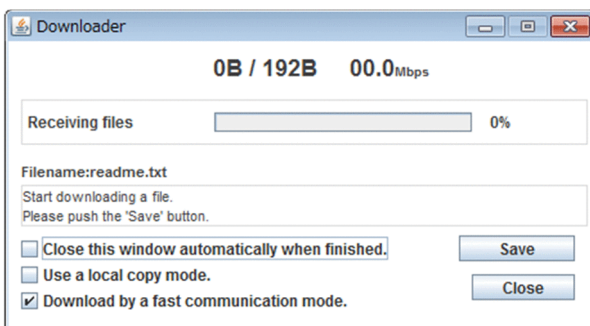 Downloader
0B / 192B 00.0Mbps
Receiving files 0%
Filename:readme.txt
Start downloading a file.
Please push the 'Save' button.
Close this window automatically when finished. Save
Use a local copy mode.
Close
Download by a fast communication mode.